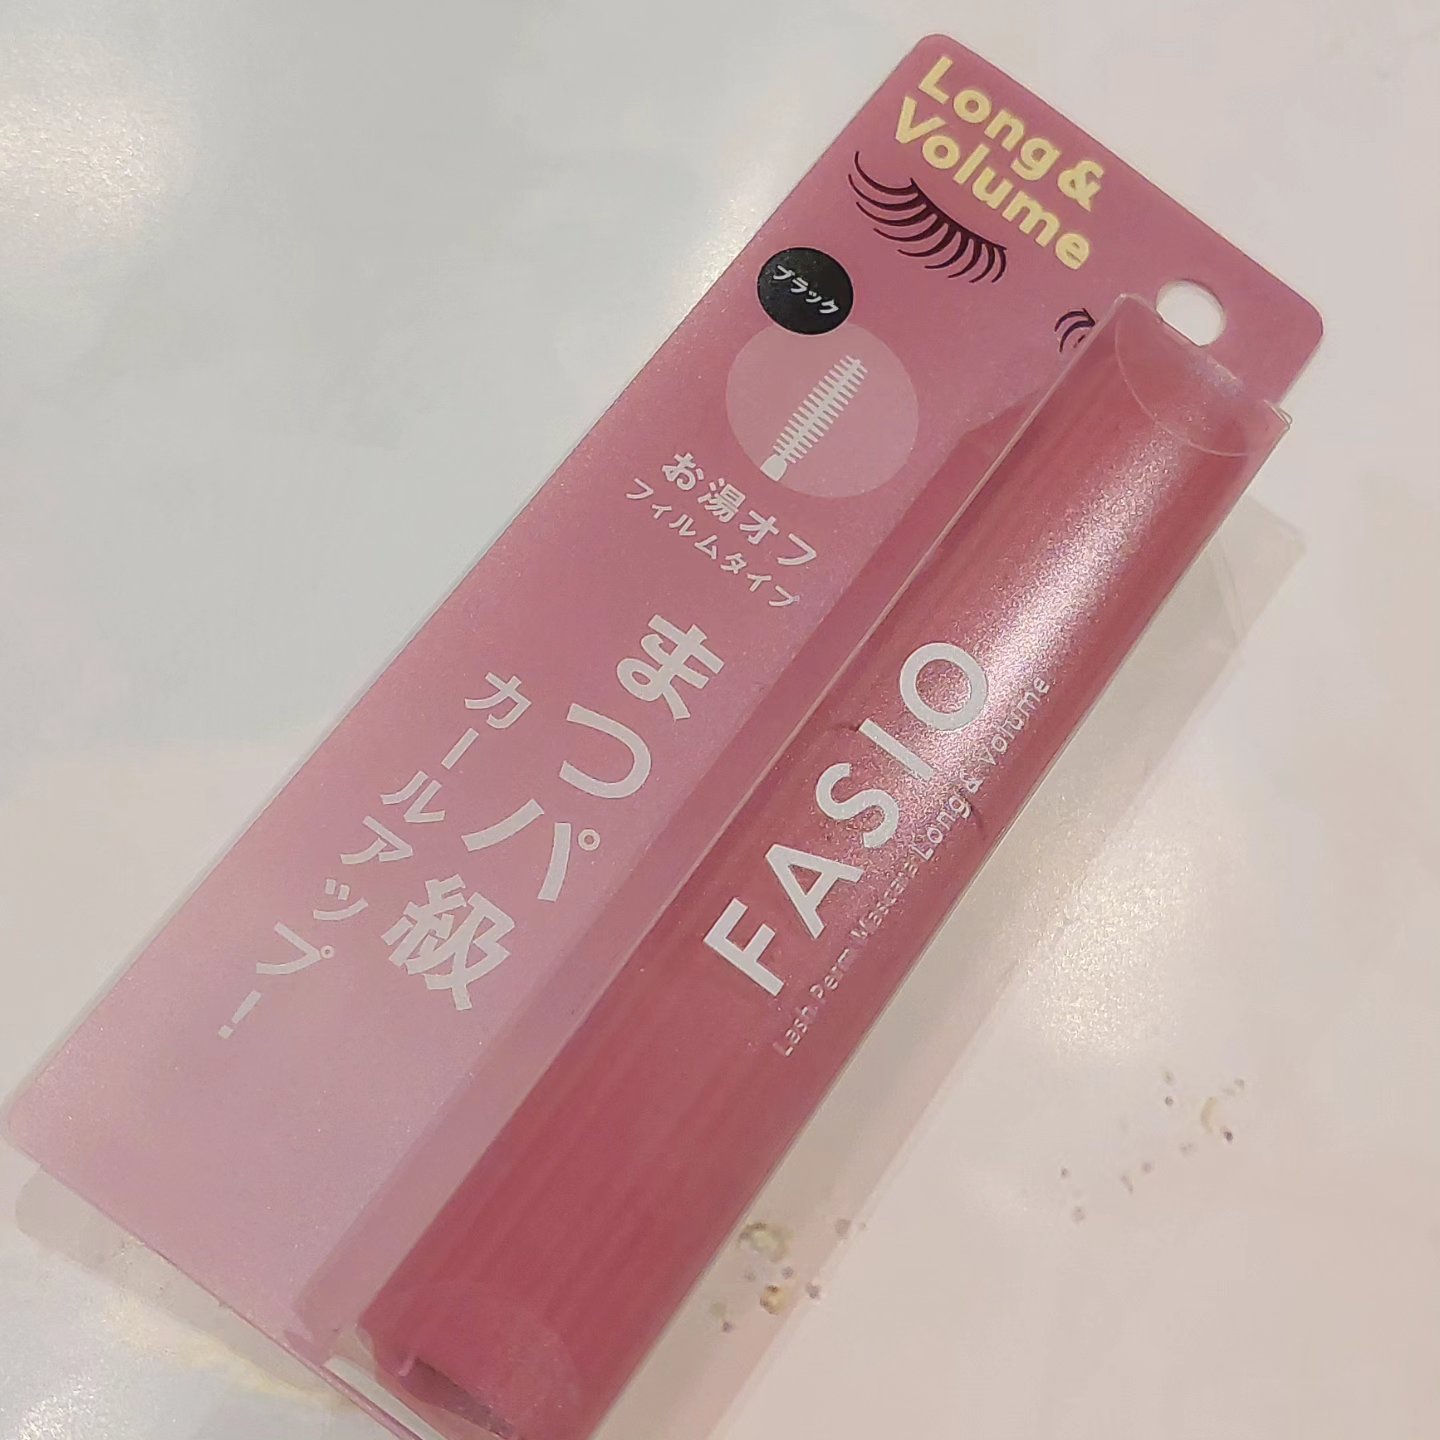 Long &
Volume
ブラック
お湯オフ
フィルムタイプ
まつパ級
カールアップ!
FASIO
Lash Perm Mascara Long & Volume